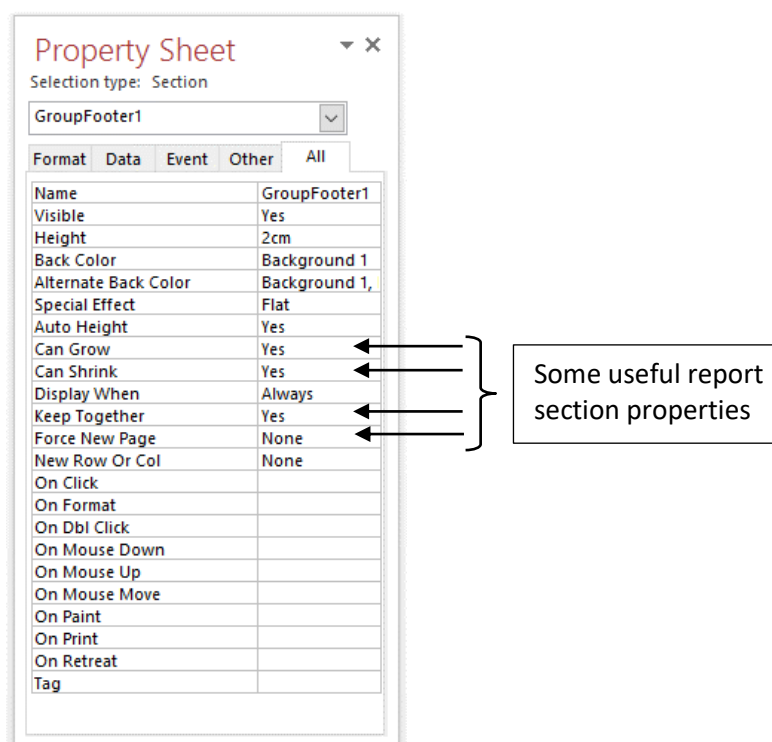 Property Sheet
Selection type: Section
GroupFooter1
Format Data Event Other All
Name GroupFooter1
Visible Yes
Height 2cm
Back Color Background 1
Alternate Back Color Background 1,
Special Effect Flat
Auto Height Yes
Can Grow Yes
Can Shrink Yes
Display When Always
Keep Together Yes
Force New Page None
New Row Or Col None
On Click
On Format
On Dbl Click
On Mouse Down
On Mouse Up
On Mouse Move
On Paint
On Print
On Retreat
Tag
Some useful report
section properties